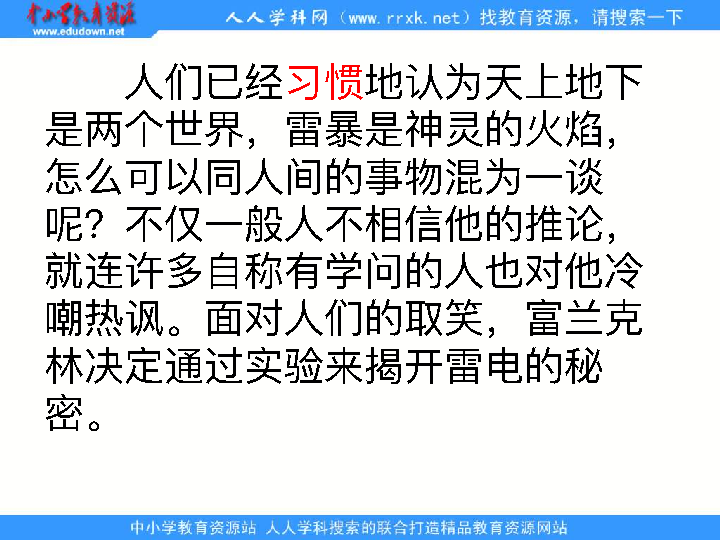 中小学教育资源
www.edudown.net
人人学科网（www.rrxk.net）找教育资源，请搜索一下
人们已经习惯地认为天上地下
是两个世界，雷暴是神灵的火焰，
怎么可以同人间的事物混为一谈
呢？不仅一般人不相信他的推论，
就连许多自称有学问的人也对他冷
嘲热讽。面对人们的取笑，富兰克
林决定通过实验来揭开雷电的秘
密。
中小学教育资源站 人人学科搜索的联合打造精品教育资源网站